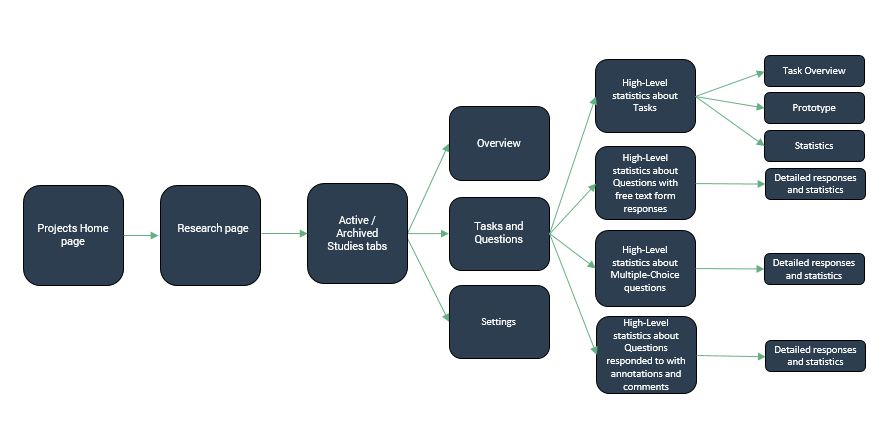 Projects Home
page
Research page
Active /
Archived
Studies tabs
Overview
Tasks and
Questions
Settings
High-Level
statistics about
Tasks
High-Level
statistics about
Questions with
free text form
responses
High-Level
statistics about
Multiple-Choice
questions
High-Level
statistics about
Questions
responded to with
annotations and
comments
Task Overview
Prototype
Statistics
Detailed responses
and statistics
Detailed responses
and statistics
Detailed responses
and statistics